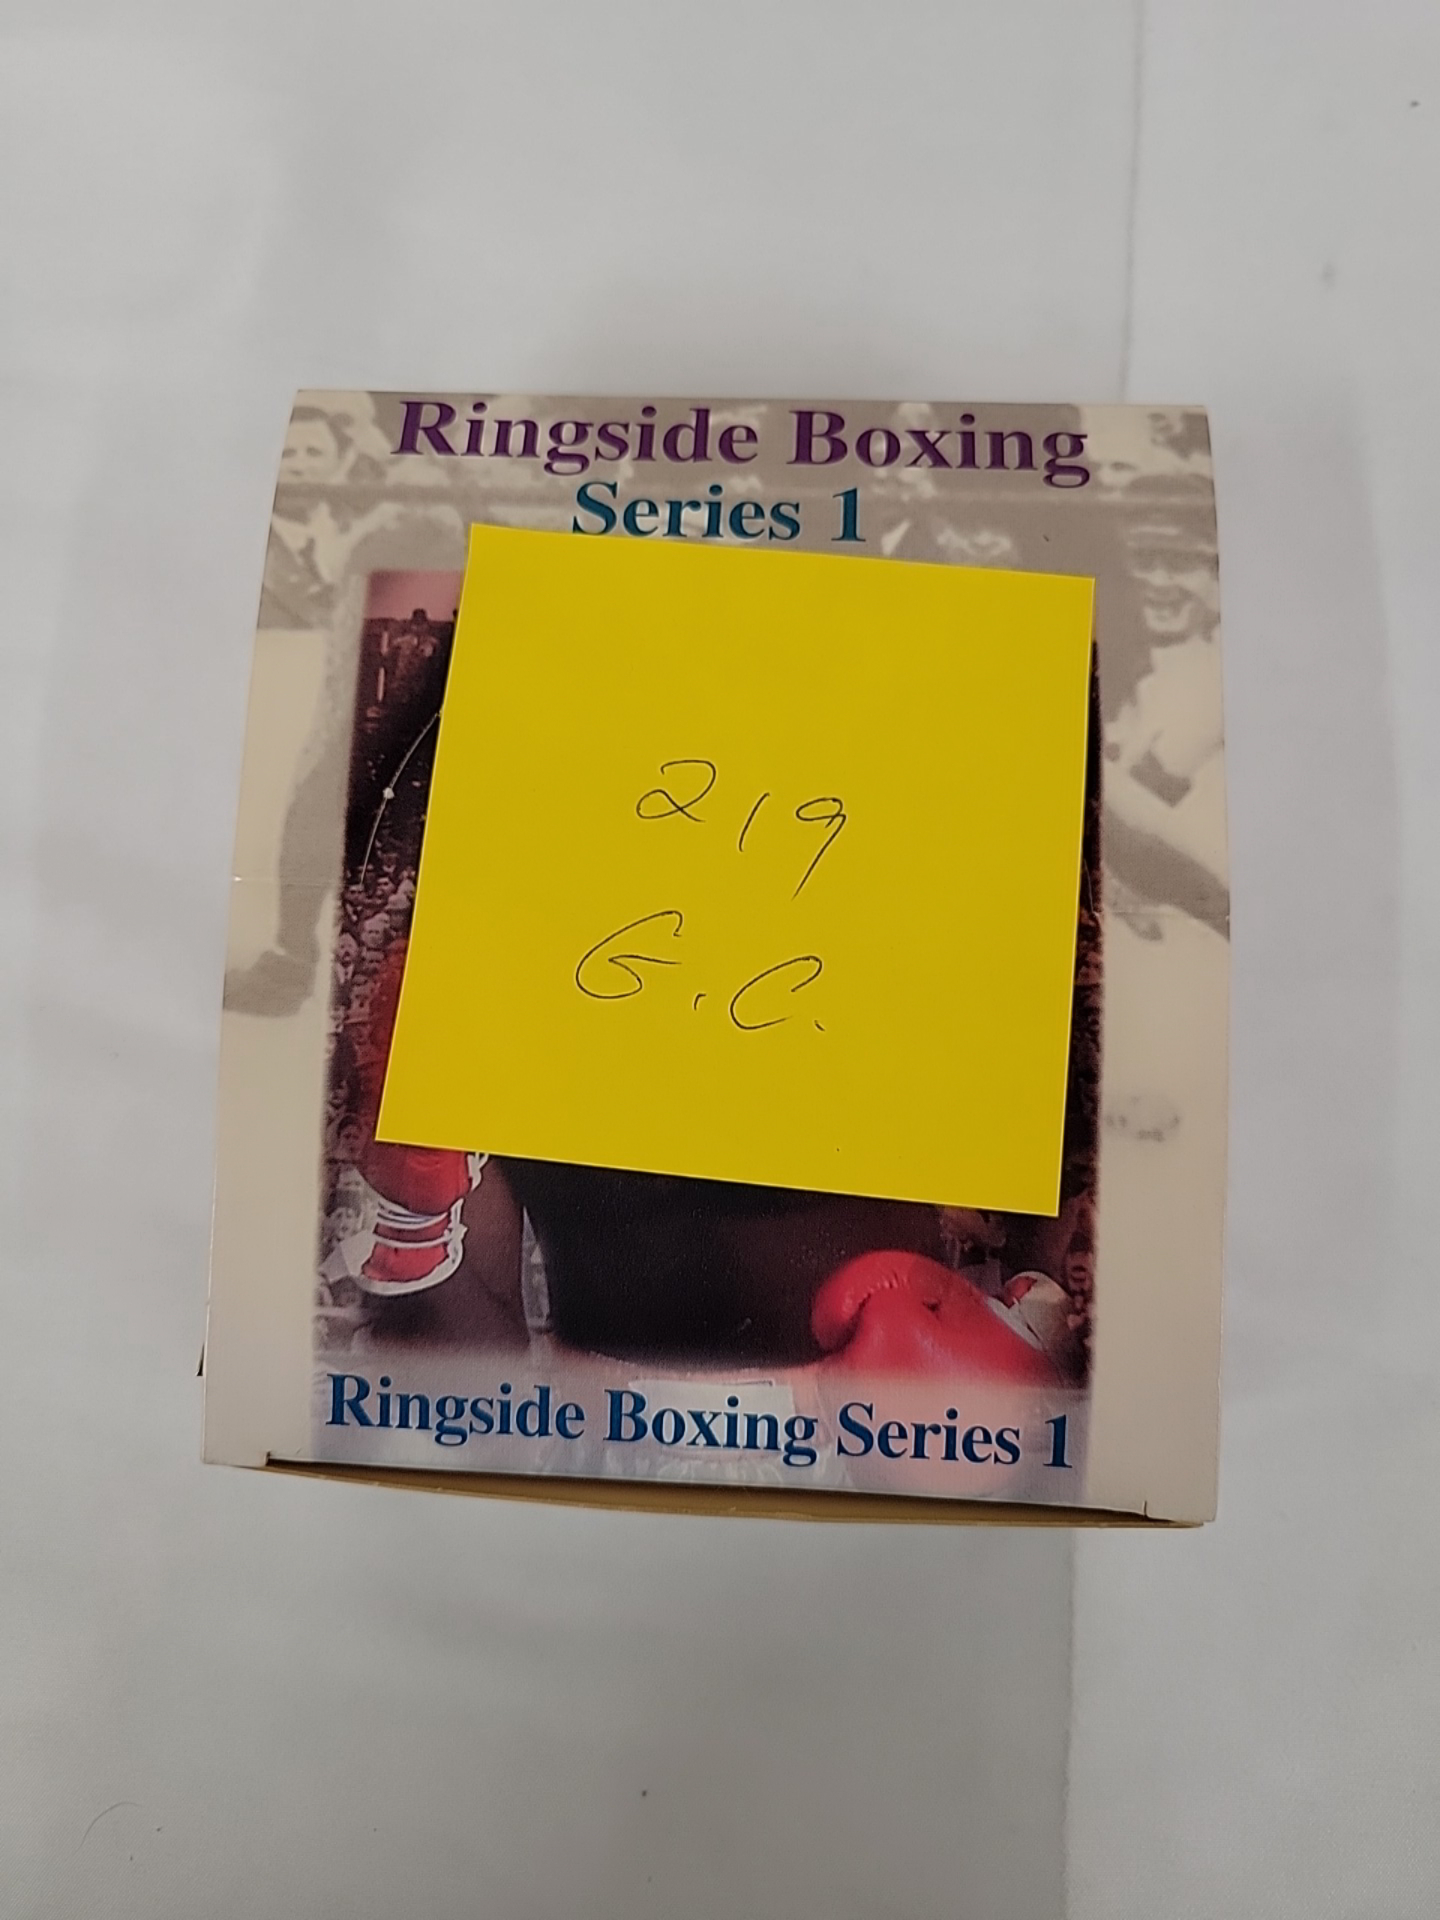 Ringside Boxing
Series 1
219
G.C.
Ringside Boxing Series 1